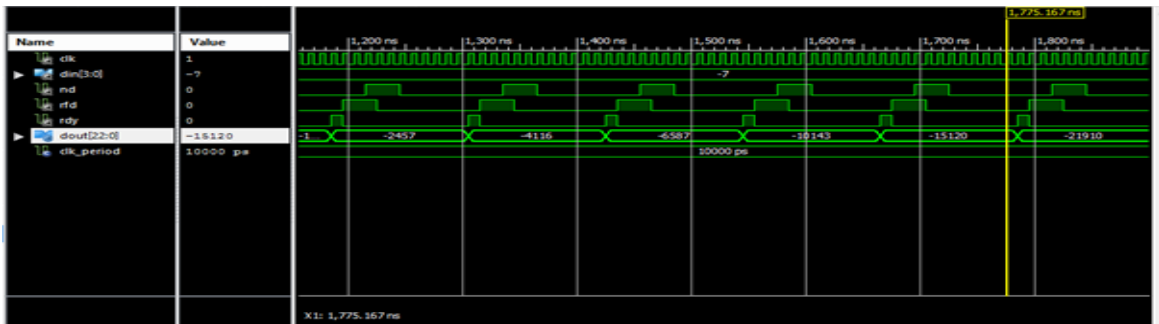 1,775.167 ns
Name Value 1,200 ns 1,300 ns 1,400 ns 1,500 ns 1,600 ns 1,700 ns 1,800 ns
clk 1
din[3:0] -7 -7
nd 0
rfd 0
rdy 0
dout[22:0] -15120 -1... -2457 -4116 -6587 -10143 -15120 -21910
clk_period 10000 ps 10000 ps
X1: 1,775.167 ns